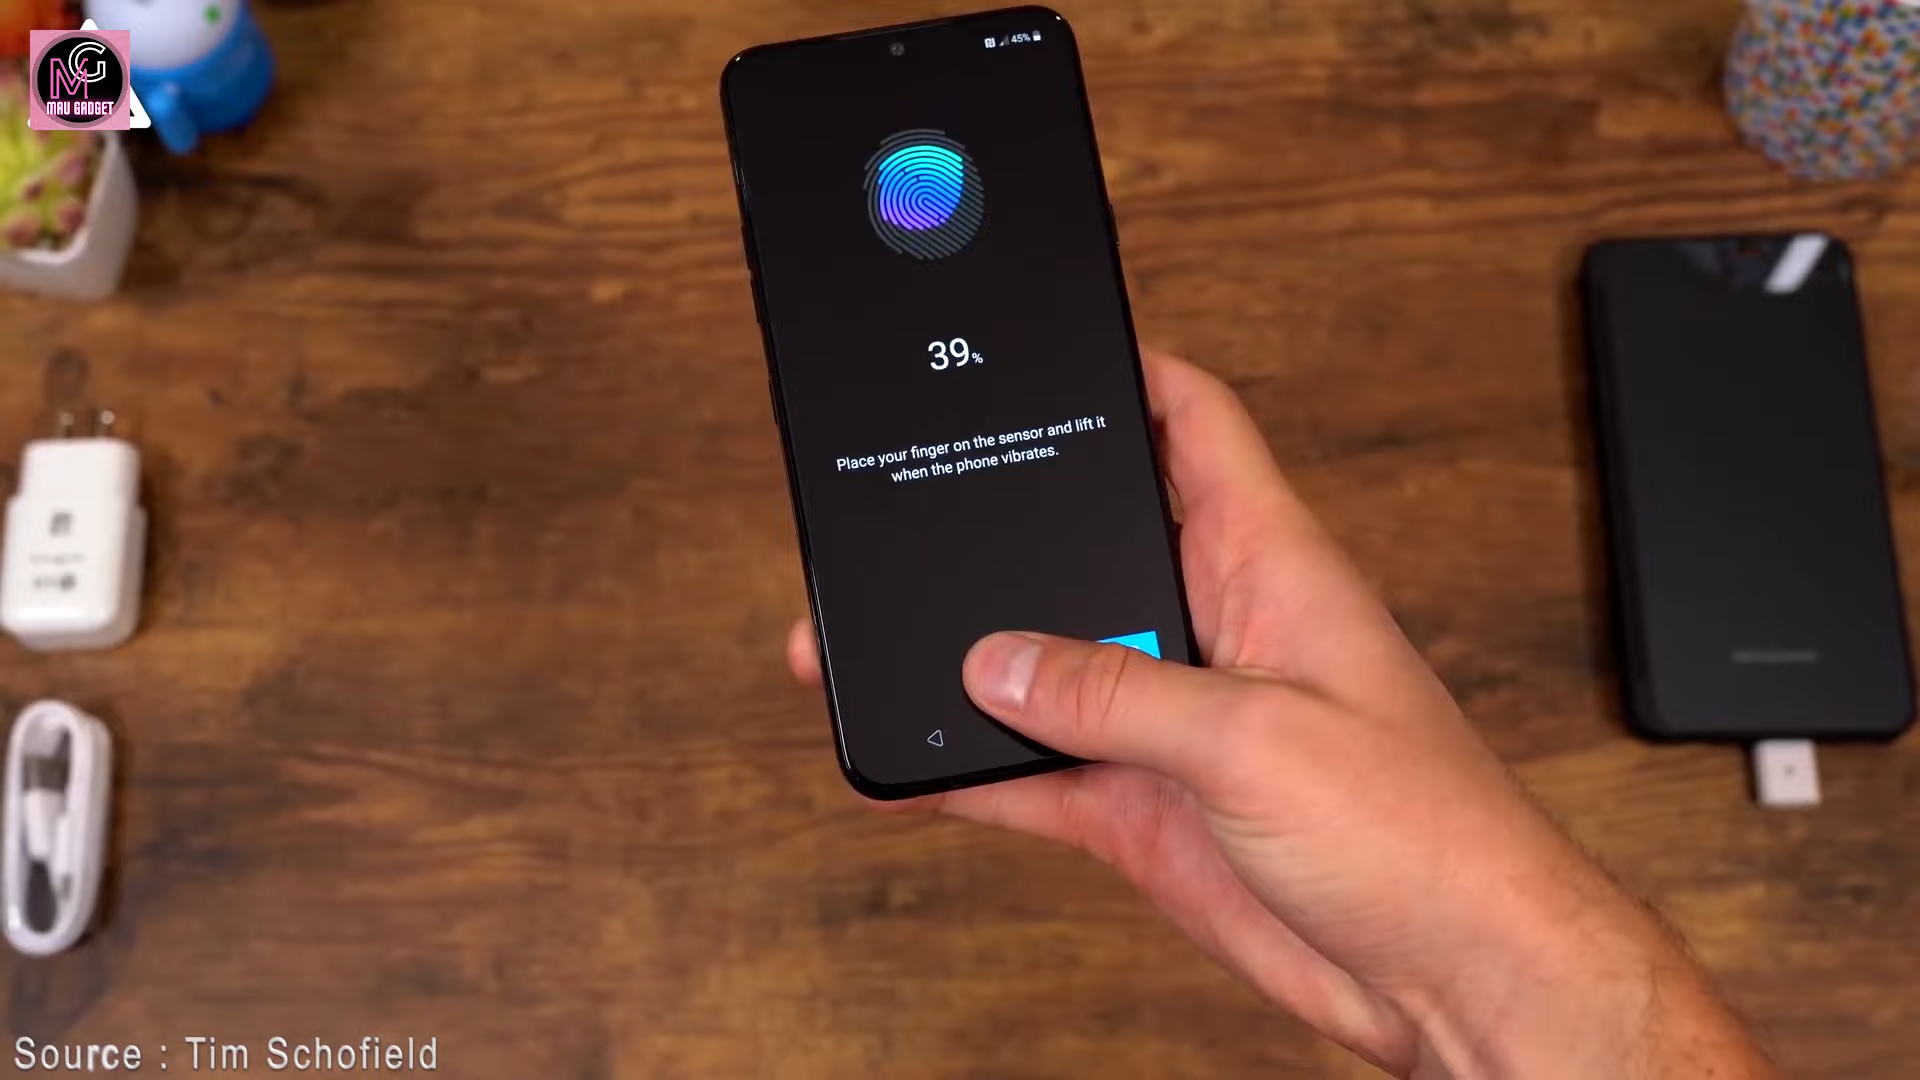 MG
MAU GADGET
45%
39%
Place your finger on the sensor and lift it
when the phone vibrates.
Source : Tim Schofield